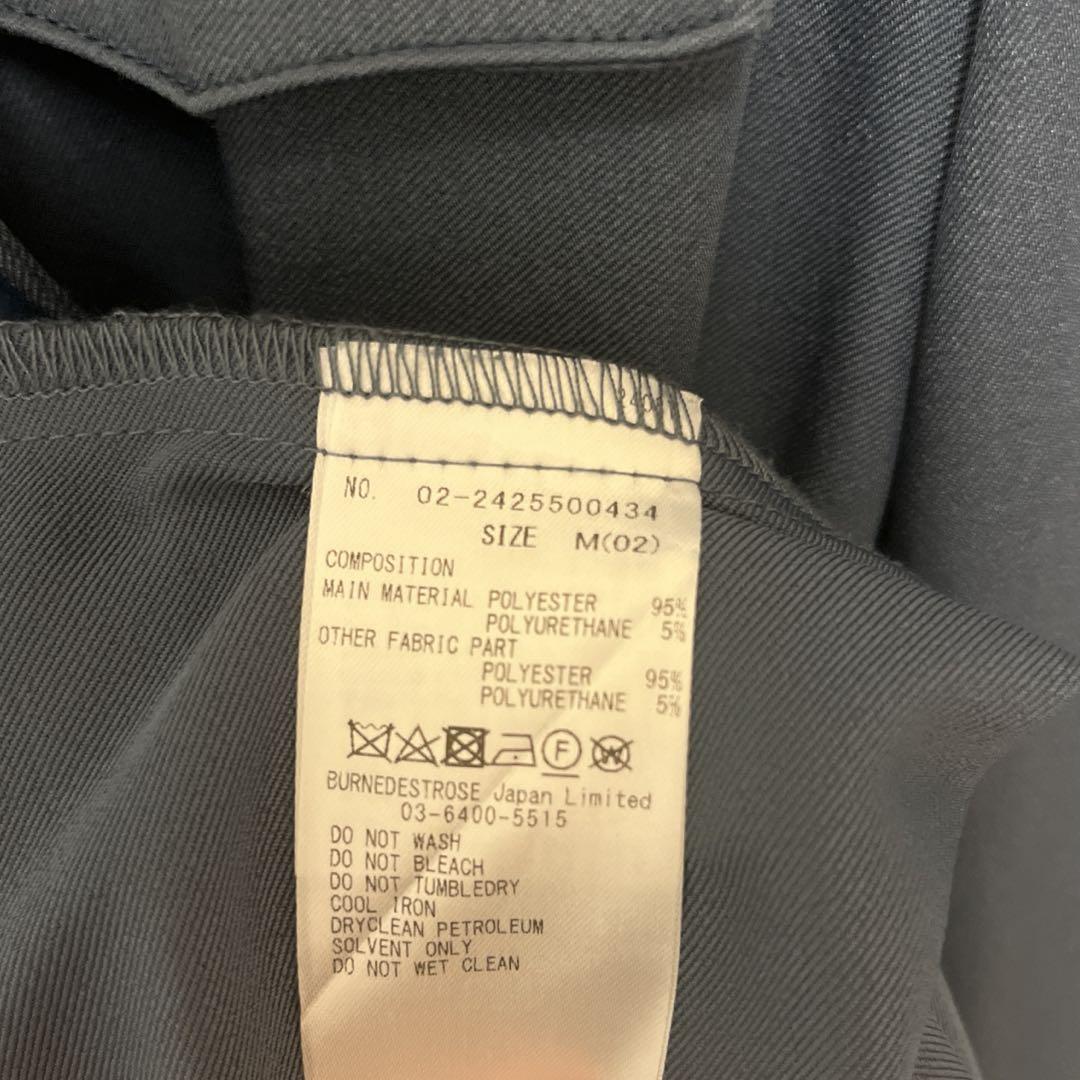 NO. 02-2425500434
SIZE M(02)
COMPOSITION
MAIN MATERIAL POLYESTER 95%
POLYURETHANE 5%
OTHER FABRIC PART
POLYESTER 95%
POLYURETHANE 5%
F W
BURNEDESTROSE Japan Limited
03-6400-5515
DO NOT WASH
DO NOT BLEACH
DO NOT TUMBLEDRY
COOL IRON
DRYCLEAN PETROLEUM
SOLVENT ONLY
DO NOT WET CLEAN